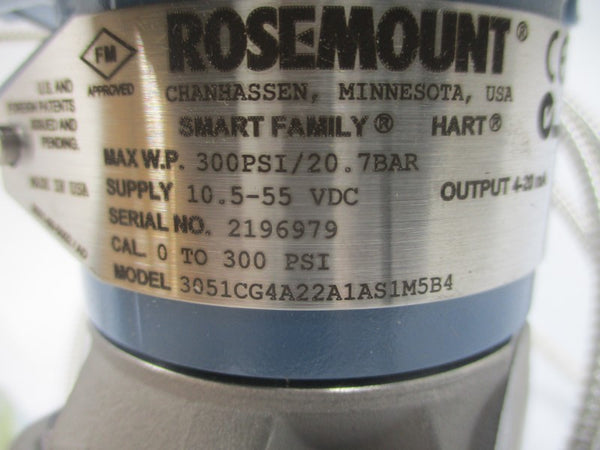 FM
APPROVED
ROSEMOUNT®
CHANHASSEN, MINNESOTA, USA
SMART FAMILY® HART®
U.S. AND
FOREIGN PATENTS
ISSUED AND
PENDING.
MADE IN USA
MAX W.P. 300PSI/20.7BAR
SUPPLY 10.5-55 VDC
OUTPUT 4-20 mA
SERIAL NO. 2196979
CAL. 0 TO 300 PSI
MODEL 3051CG4A22A1AS1M5B4